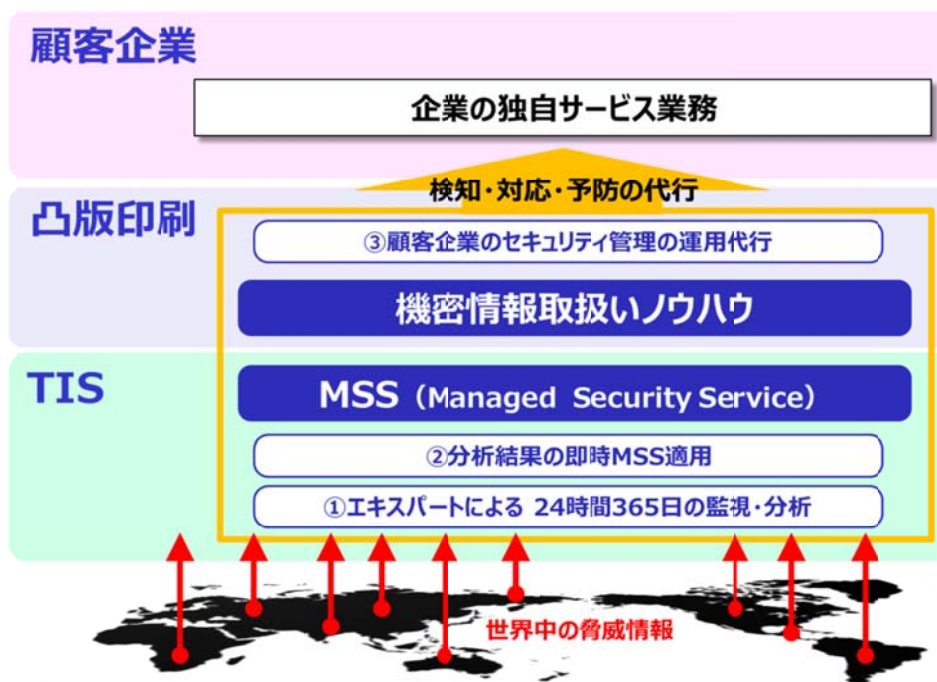 顧客企業
企業の独自サービス業務
検知・対応・予防の代行
凸版印刷
③顧客企業のセキュリティ管理の運用代行
機密情報取扱いノウハウ
TIS
MSS（Managed Security Service）
②分析結果の即時MSS適用
①エキスパートによる 24時間365日の監視・分析
世界中の脅威情報